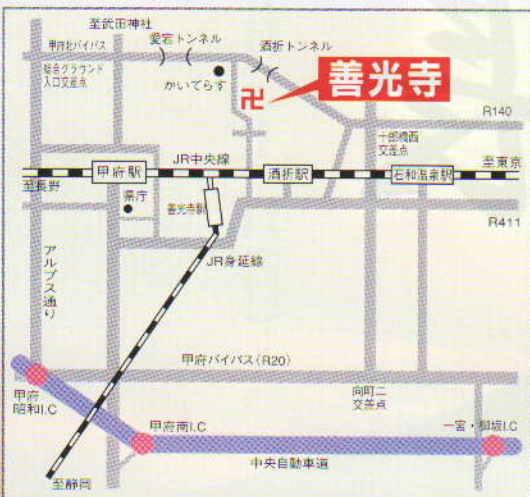 至武田神社
甲府北バイパス
愛宕トンネル
酒折トンネル
総合グラウンド
入口交差点
かいてらす
卍
善光寺
R140
十郎橋西
交差点
JR中央線
至東京
甲府駅
酒折駅
石和温泉駅
至長野
県庁
善光寺駅
R411
JR身延線
アルプス通り
甲府バイパス(R20)
甲府
昭和I.C
向町二
交差点
甲府南I.C
一宮・御坂I.C
中央自動車道
至静岡